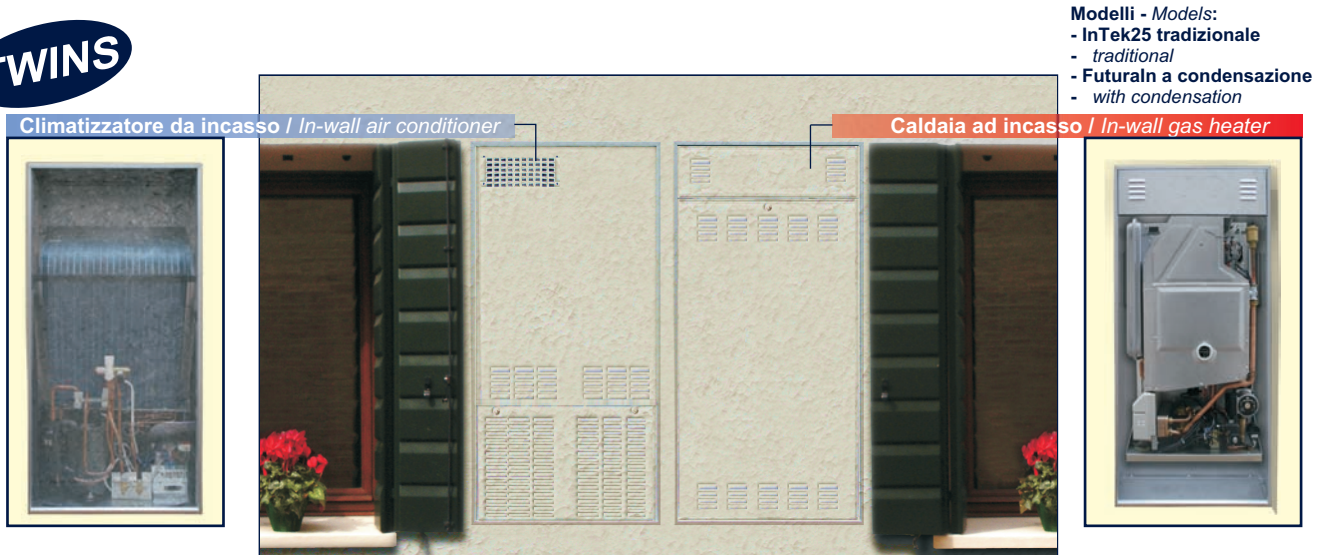 TWINS
Modelli - Models:
- InTek25 tradizionale
- traditional
- FuturaIn a condensazione
- with condensation
Climatizzatore da incasso / In-wall air conditioner
Caldaia ad incasso / In-wall gas heater